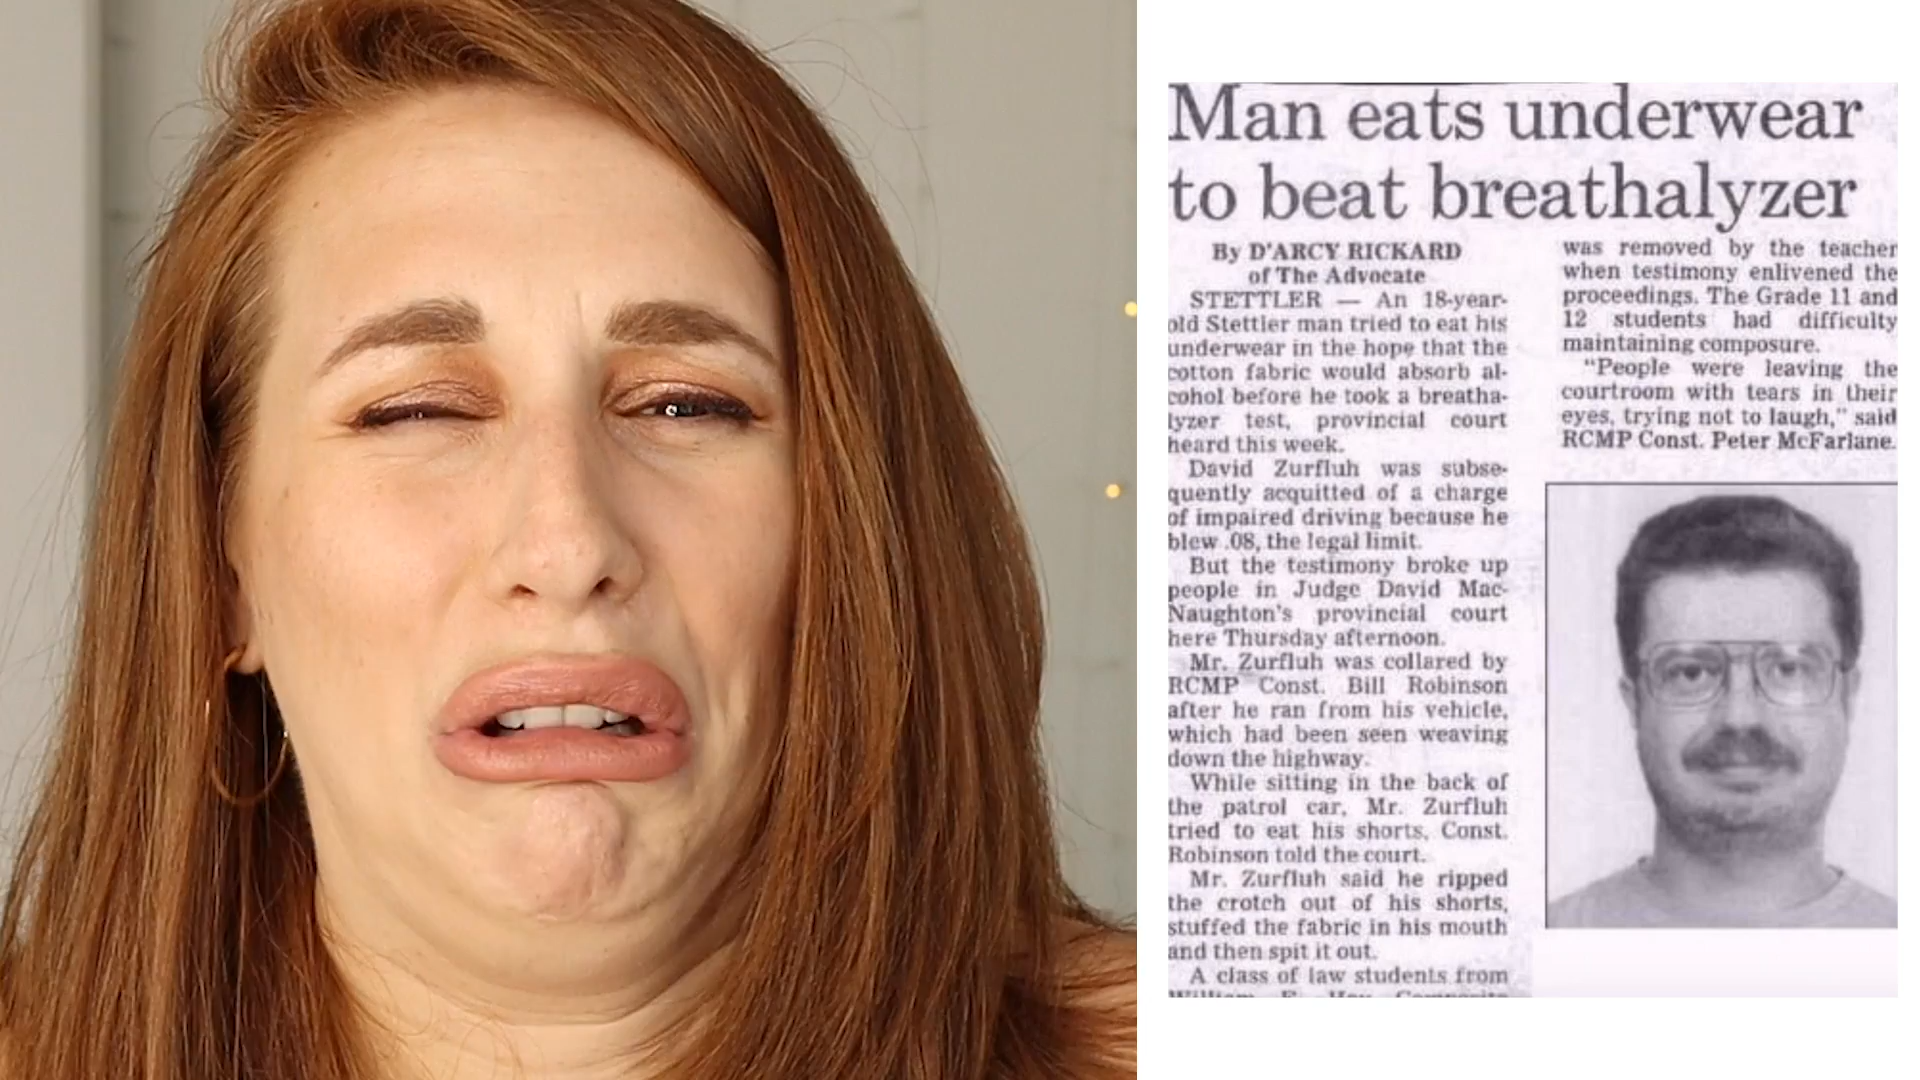 Man eats underwear
to beat breathalyzer
By D'ARCY RICKARD
of The Advocate
STETTLER — An 18-year-
old Stettler man tried to eat his
underwear in the hope that the
cotton fabric would absorb al-
cohol before he took a breatha-
lyzer test, provincial court
heard this week.
David Zurfluh was subse-
quently acquitted of a charge
of impaired driving because he
blew .08, the legal limit.
But the testimony broke up
people in Judge David Mac-
Naughton's provincial court
here Thursday afternoon.
Mr. Zurfluh was collared by
RCMP Const. Bill Robinson
after he ran from his vehicle,
which had been seen weaving
down the highway.
While sitting in the back of
the patrol car, Mr. Zurfluh
tried to eat his shorts, Const.
Robinson told the court.
Mr. Zurfluh said he ripped
the crotch out of his shorts,
stuffed the fabric in his mouth
and then spit it out.
A class of law students from
was removed by the teacher
when testimony enlivened the
proceedings. The Grade 11 and
12 students had difficulty
maintaining composure.
"People were leaving the
courtroom with tears in their
eyes, trying not to laugh," said
RCMP Const. Peter McFarlane.